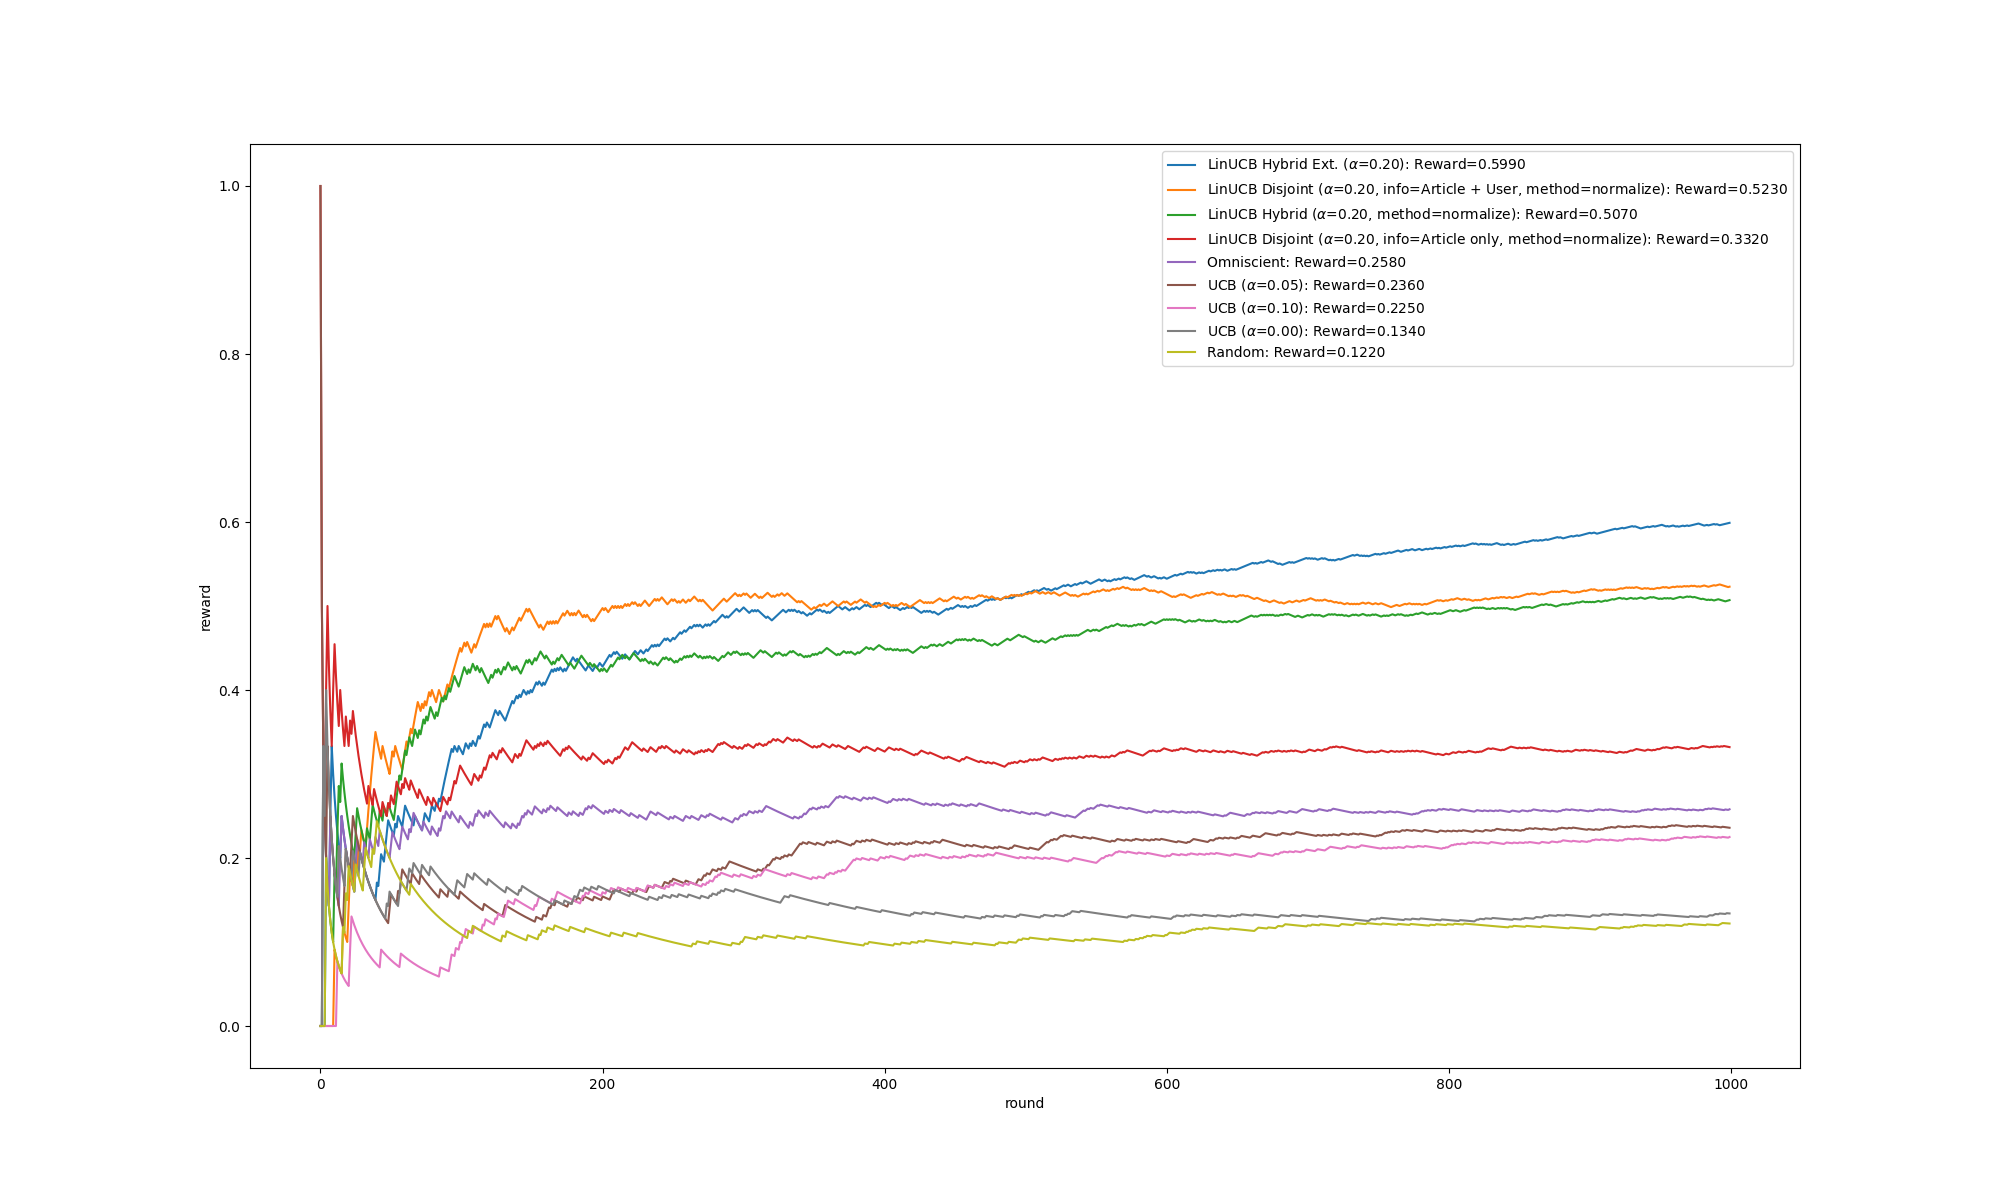 LinUCB Hybrid Ext. (α=0.20): Reward=0.5990
LinUCB Disjoint (α=0.20, info=Article + User, method=normalize): Reward=0.5230
LinUCB Hybrid (α=0.20, method=normalize): Reward=0.5070
LinUCB Disjoint (α=0.20, info=Article only, method=normalize): Reward=0.3320
Omniscient: Reward=0.2580
UCB (α=0.05): Reward=0.2360
UCB (α=0.10): Reward=0.2250
UCB (α=0.00): Reward=0.1340
Random: Reward=0.1220
1.0
0.8
0.6
0.4
0.2
0.0
reward
0 200 400 600 800 1000
round